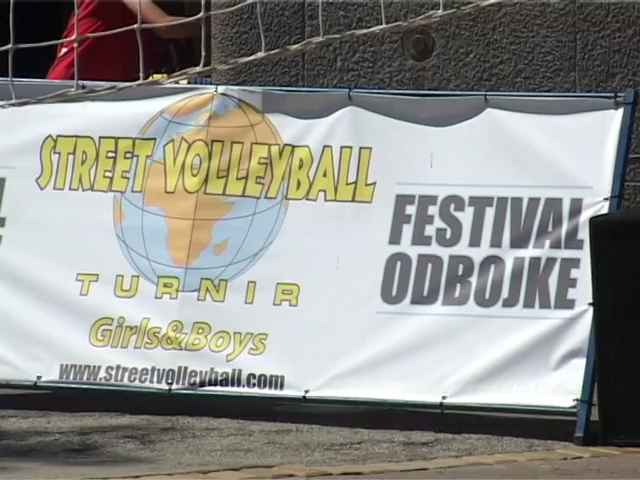 STREET VOLLEYBALL
TURNIR
Girls&Boys
www.streetvolleyball.com
FESTIVAL
ODBOJKE